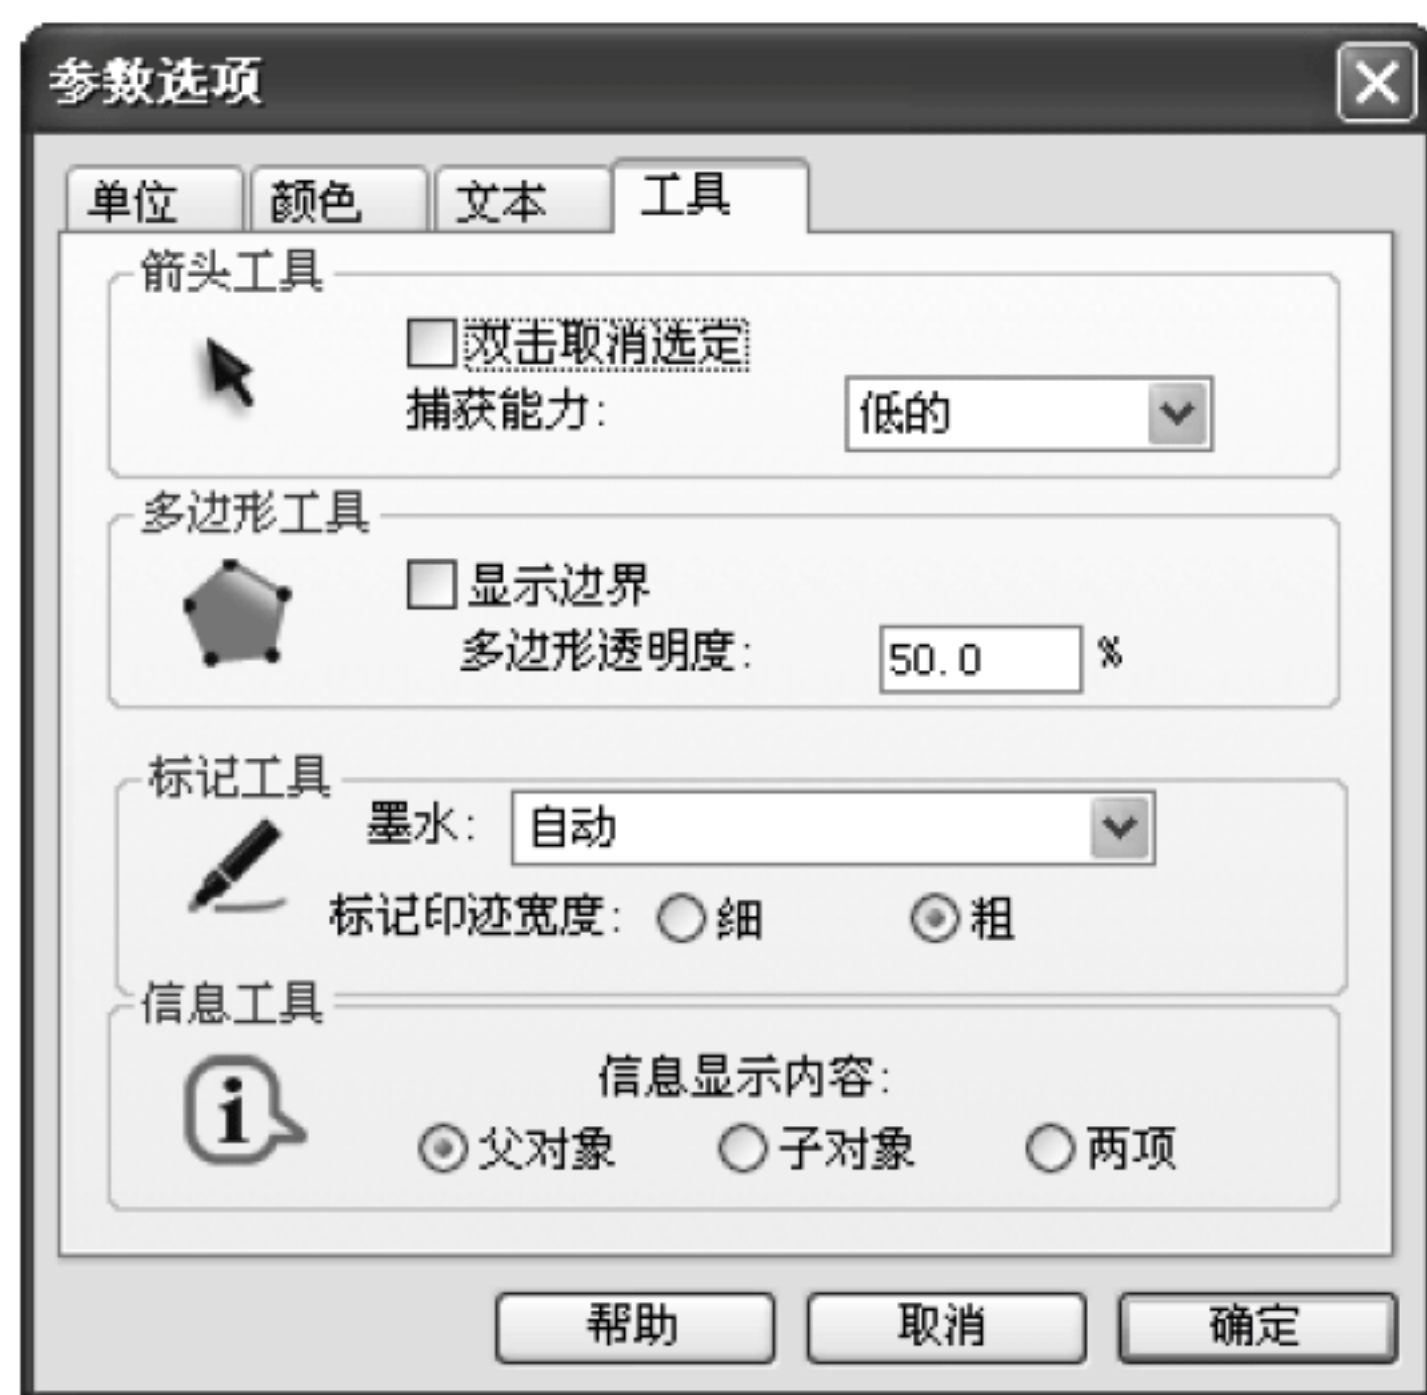 参数选项
单位 颜色 文本 工具
箭头工具
双击取消选定
捕获能力: 低的
多边形工具
显示边界
多边形透明度: 50.0 %
标记工具
墨水: 自动
标记印迹宽度: 细 粗
信息工具
i
信息显示内容:
父对象 子对象 两项
帮助 取消 确定